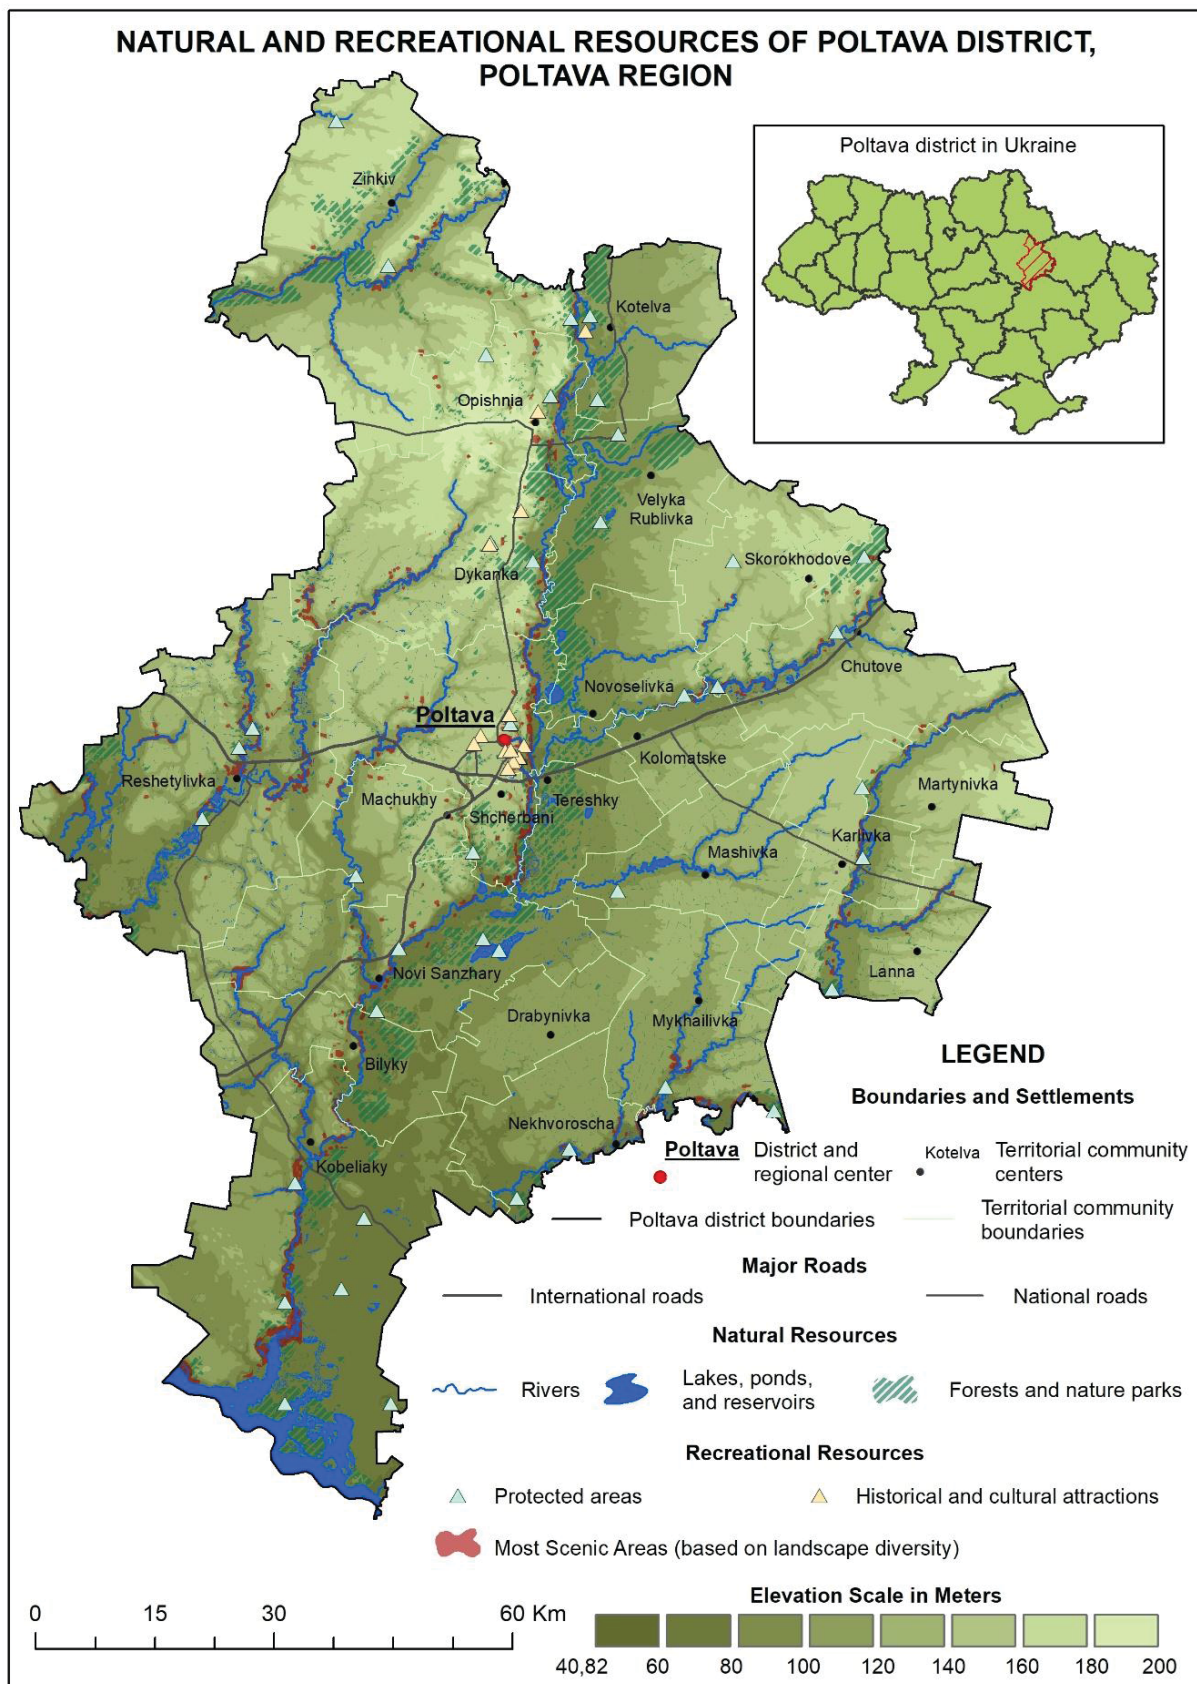 NATURAL AND RECREATIONAL RESOURCES OF POLTAVA DISTRICT,
POLTAVA REGION
Poltava district in Ukraine
Zinkiv
Kotelva
Opishnia
Velyka
Rublivka
Skorokhodove
Dykanka
Chutove
Novoselivka
Poltava
Kolomatske
Reshetylivka
Martynivka
Machukhy
Tereshky
Shcherbani
Karlivka
Mashivka
Lanna
Novi Sanzhary
Drabynivka
Mykhailivka
Bilyky
Nekhvoroscha
Kobeliaky
LEGEND
Boundaries and Settlements
Poltava
District and
regional center
Kotelva
Territorial community
centers
Poltava district boundaries
Territorial community
boundaries
Major Roads
International roads
National roads
Natural Resources
Rivers
Lakes, ponds,
and reservoirs
Forests and nature parks
Recreational Resources
Protected areas
Historical and cultural attractions
Most Scenic Areas (based on landscape diversity)
Elevation Scale in Meters
0 15 30 60 Km
40,82 60 80 100 120 140 160 180 200